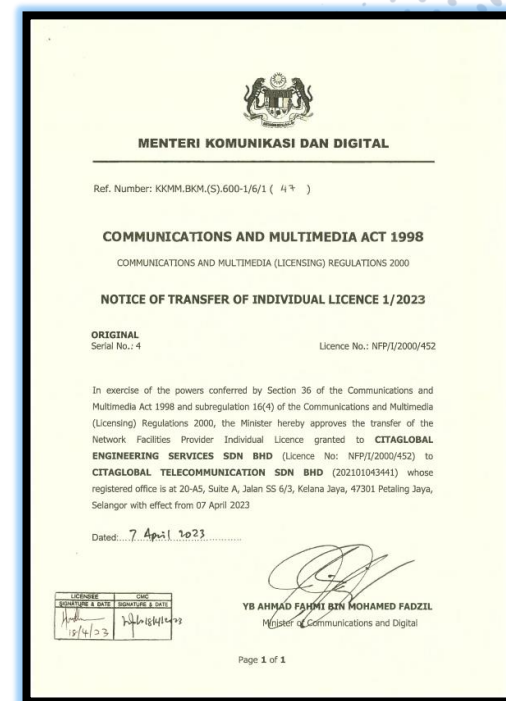 MENTERI KOMUNIKASI DAN DIGITAL
Ref. Number: KKMM.BKM.(S).600-1/6/1 ( 47 )
COMMUNICATIONS AND MULTIMEDIA ACT 1998
COMMUNICATIONS AND MULTIMEDIA (LICENSING) REGULATIONS 2000
NOTICE OF TRANSFER OF INDIVIDUAL LICENCE 1/2023
ORIGINAL
Serial No.: 4 Licence No.: NFP/I/2000/452
In exercise of the powers conferred by Section 36 of the Communications and
Multimedia Act 1998 and subregulation 16(4) of the Communications and Multimedia
(Licensing) Regulations 2000, the Minister hereby approves the transfer of the
Network Facilities Provider Individual Licence granted to CITAGLOBAL
ENGINEERING SERVICES SDN BHD (Licence No: NFP/I/2000/452) to
CITAGLOBAL TELECOMMUNICATION SDN BHD (202101043441) whose
registered office is at 20-A5, Suite A, Jalan SS 6/3, Kelana Jaya, 47301 Petaling Jaya,
Selangor with effect from 07 April 2023
Dated: 7 April 2023
LICENSEE CMC
SIGNATURE & DATE SIGNATURE & DATE
18/4/23
YB AHMAD FAHMI BIN MOHAMED FADZIL
Minister of Communications and Digital
Page 1 of 1